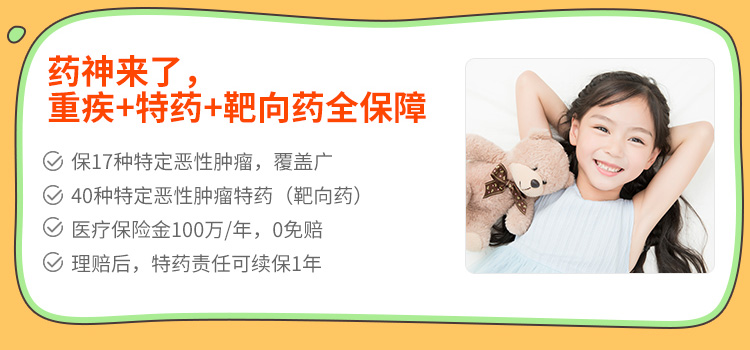 药神来了，
重疾+特药+靶向药全保障
保17种特定恶性肿瘤，覆盖广
40种特定恶性肿瘤特药（靶向药）
医疗保险金100万/年，0免赔
理赔后，特药责任可续保1年